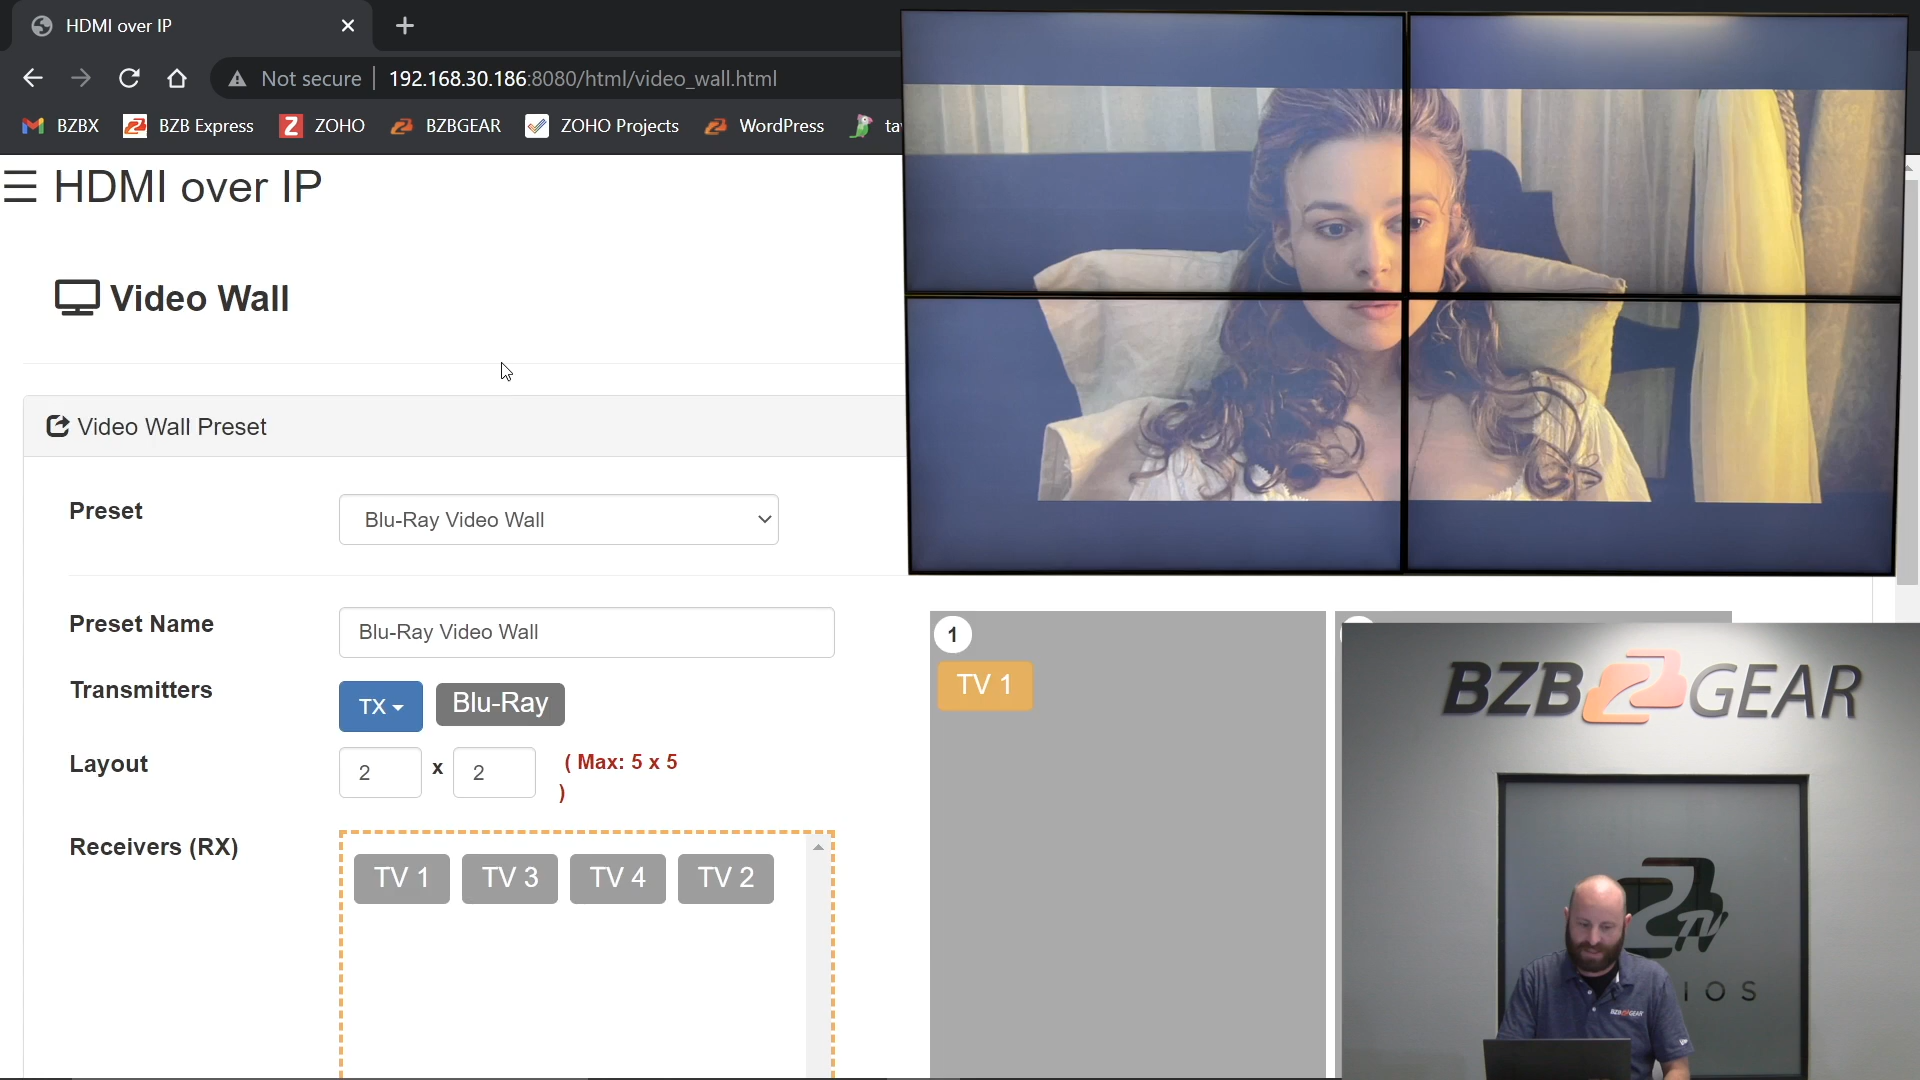 HDMI over IP
Not secure 192.168.30.186:8080/html/video_wall.html
BZBX BZB Express ZOHO BZBGEAR ZOHO Projects WordPress
HDMI over IP
Video Wall
Video Wall Preset
Preset
Blu-Ray Video Wall
Preset Name
Blu-Ray Video Wall
Transmitters
TX Blu-Ray
Layout
2 x 2 ( Max: 5 x 5
)
Receivers (RX)
TV 1 TV 3 TV 4 TV 2
1
TV 1
BZB GEAR
TV
IOS
BZBGEAR